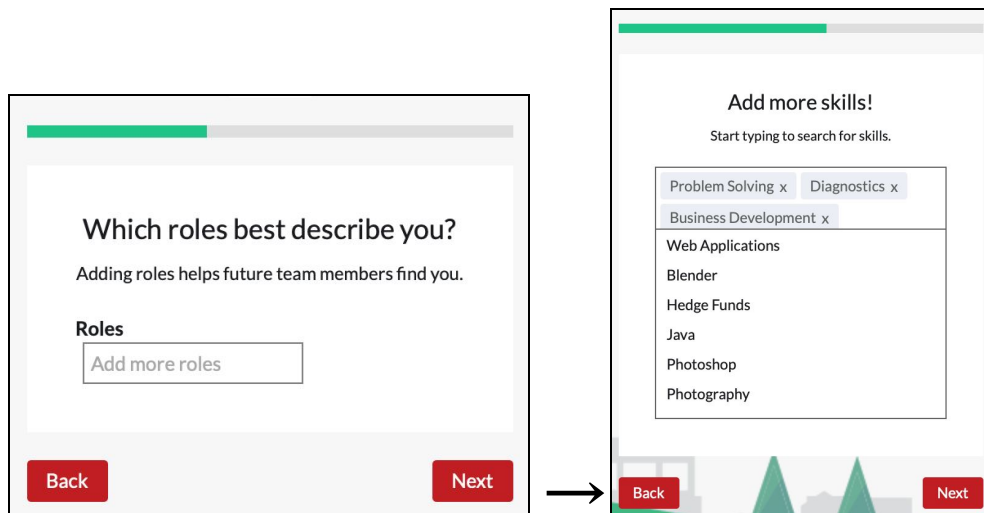 Which roles best describe you?
Adding roles helps future team members find you.
Roles
Add more roles
Back Next
Add more skills!
Start typing to search for skills.
Problem Solving x Diagnostics x
Business Development x
Web Applications
Blender
Hedge Funds
Java
Photoshop
Photography
Back Next